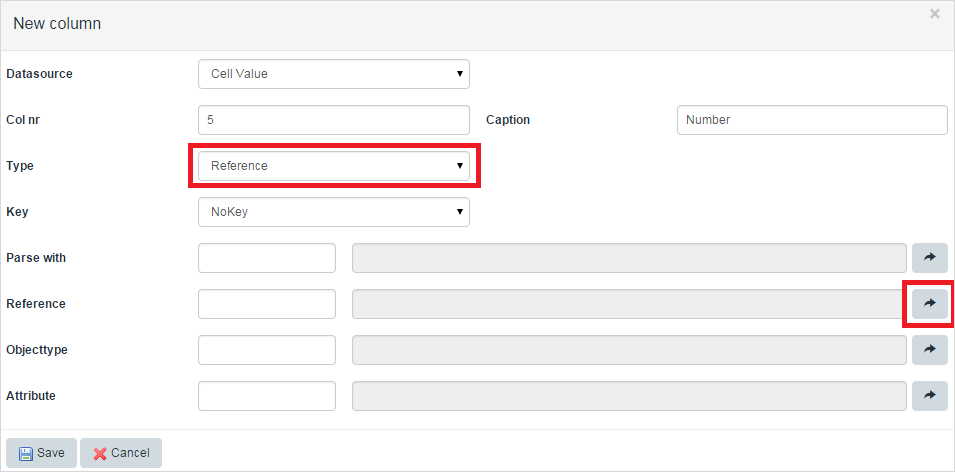 New column
Datasource Cell Value
Col nr 5 Caption Number
Type Reference
Key NoKey
Parse with
Reference
Objecttype
Attribute
Save Cancel